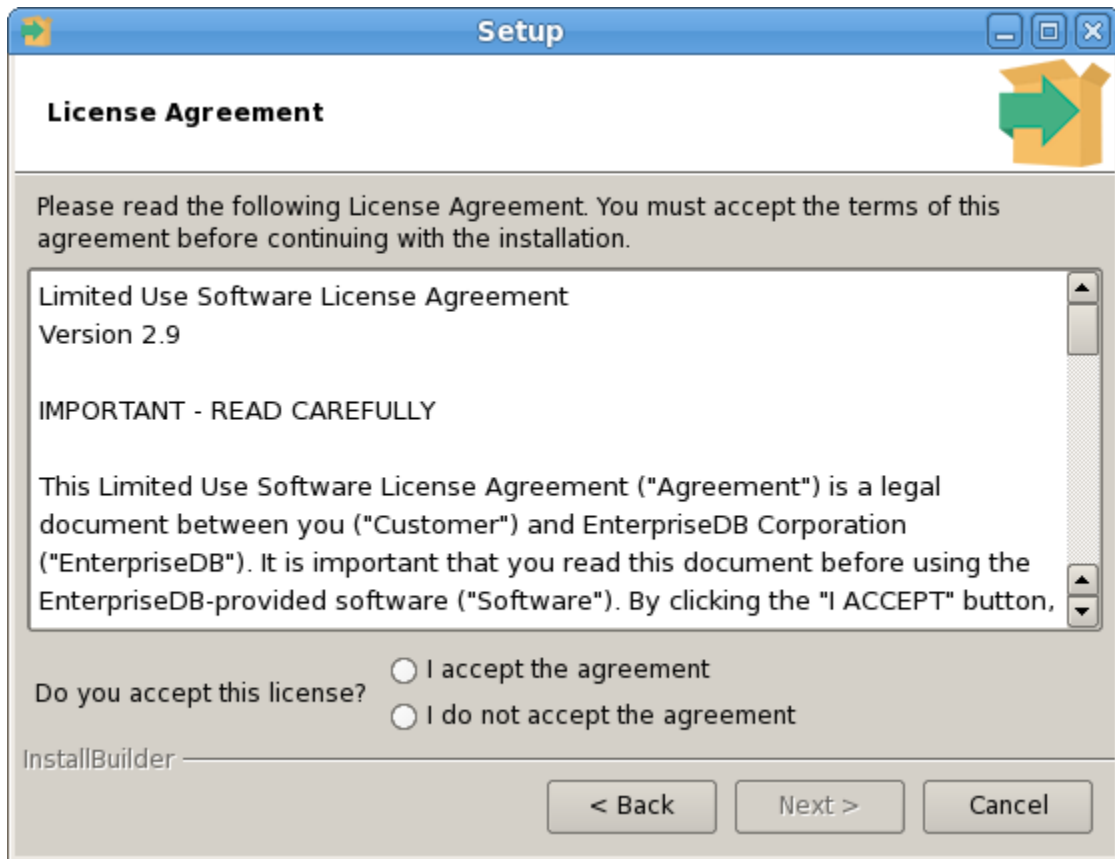 Setup
License Agreement
Please read the following License Agreement. You must accept the terms of this
agreement before continuing with the installation.
Limited Use Software License Agreement
Version 2.9
IMPORTANT - READ CAREFULLY
This Limited Use Software License Agreement ("Agreement") is a legal
document between you ("Customer") and EnterpriseDB Corporation
("EnterpriseDB"). It is important that you read this document before using the
EnterpriseDB-provided software ("Software"). By clicking the "I ACCEPT" button,
Do you accept this license?
I accept the agreement
I do not accept the agreement
InstallBuilder
< Back
Next >
Cancel